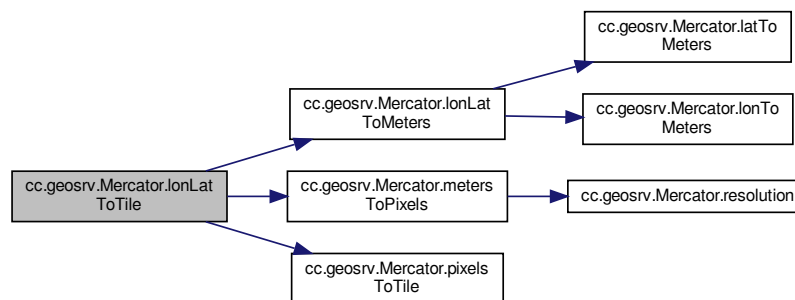 cc.geosrv.Mercator.lonLat
ToTile
cc.geosrv.Mercator.lonLat
ToMeters
cc.geosrv.Mercator.latTo
Meters
cc.geosrv.Mercator.lonTo
Meters
cc.geosrv.Mercator.meters
ToPixels
cc.geosrv.Mercator.resolution
cc.geosrv.Mercator.pixels
ToTile